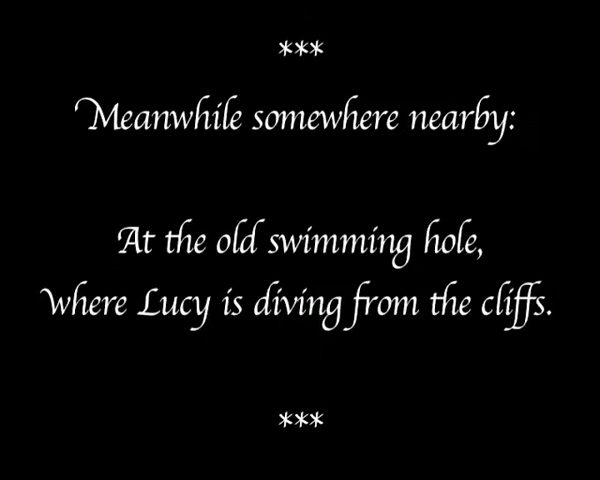 ***
Meanwhile somewhere nearby:
At the old swimming hole,
where Lucy is diving from the cliffs.
***